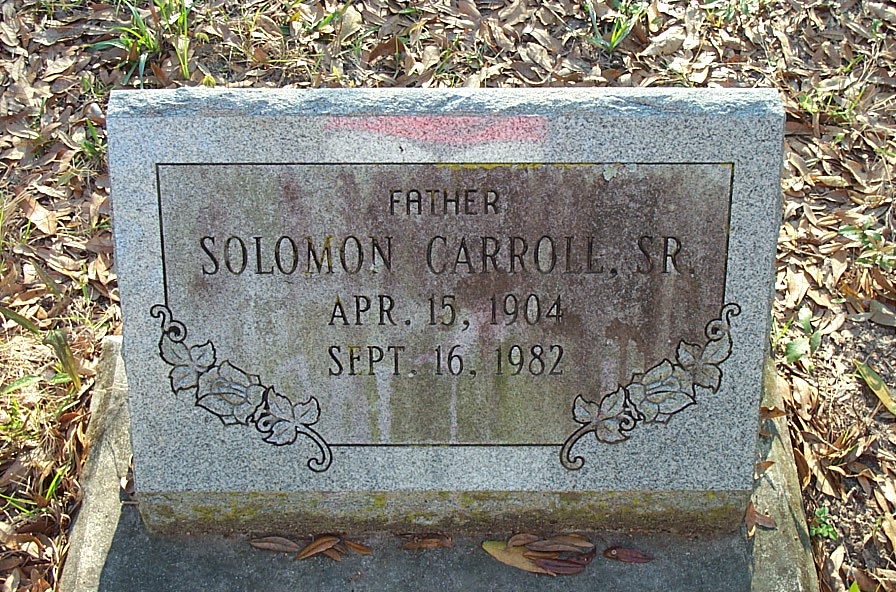 FATHER
SOLOMON CARROLL, SR.
APR. 15, 1904
SEPT. 16, 1982